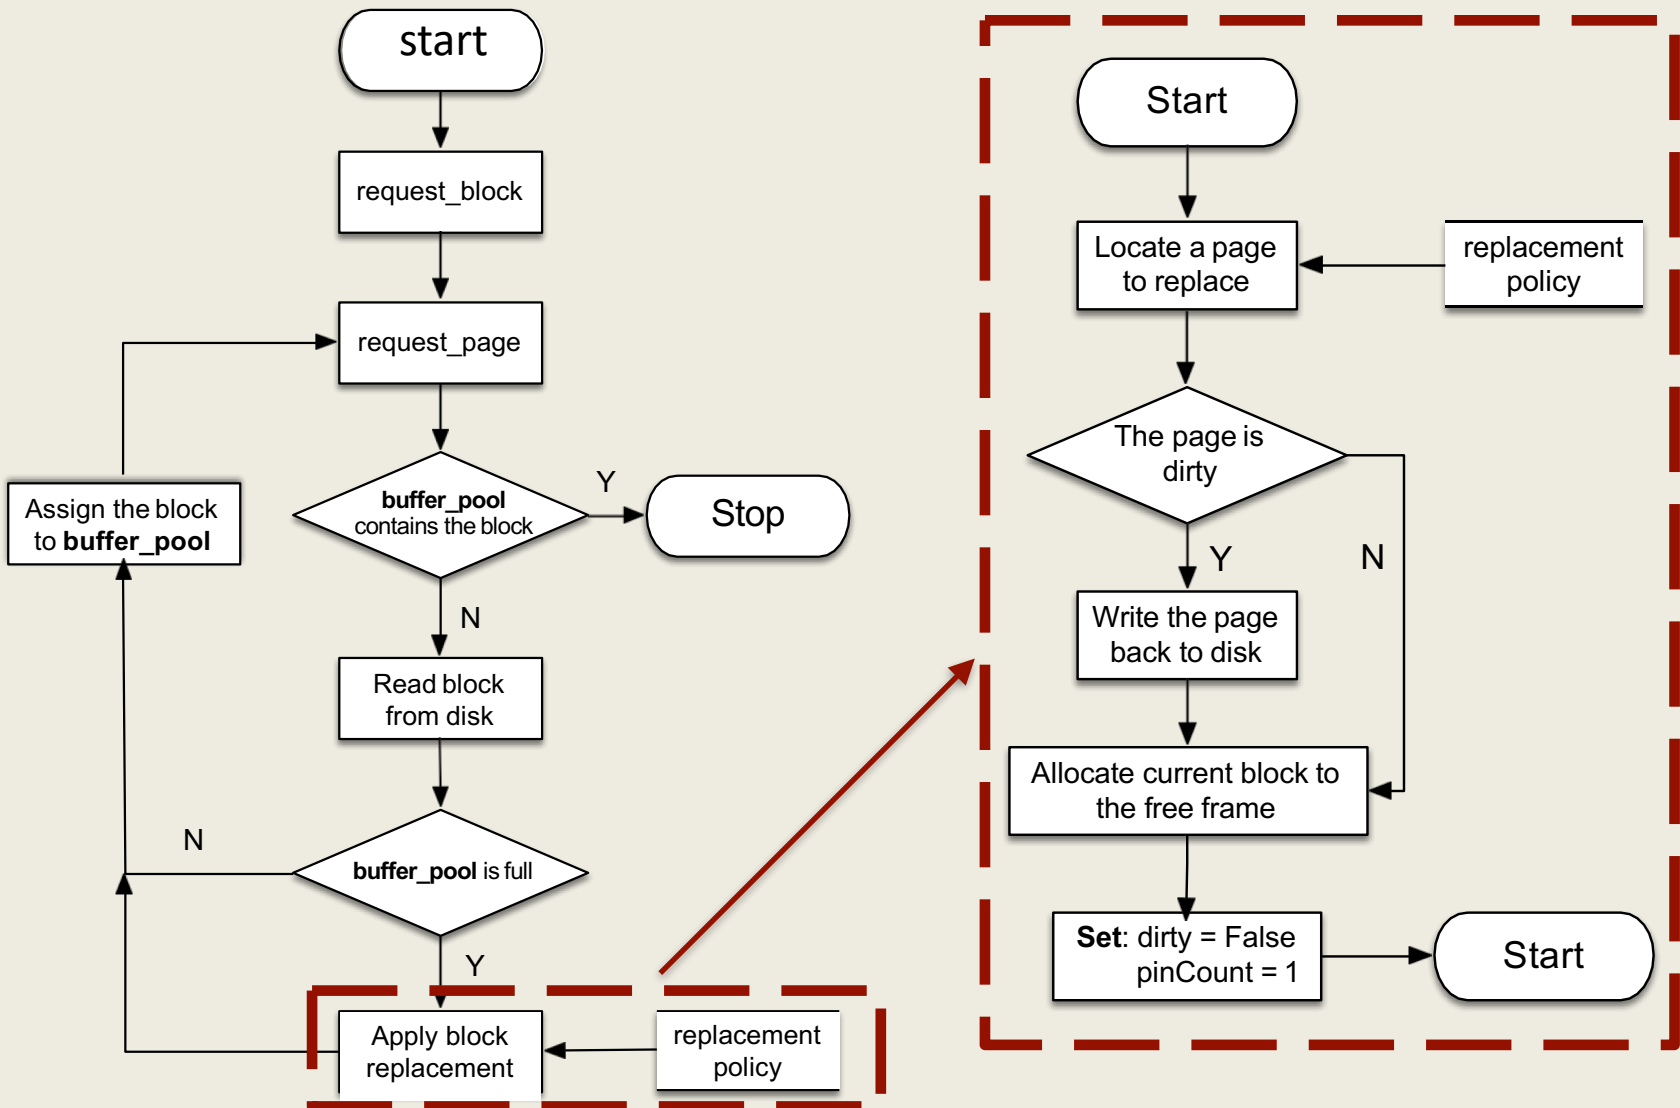 start
request_block
request_page
buffer_pool
contains the block
Y
Stop
N
Read block
from disk
Assign the block
to buffer_pool
N
buffer_pool is full
Y
Apply block
replacement
replacement
policy
Start
Locate a page
to replace
replacement
policy
The page is
dirty
Y
N
Write the page
back to disk
Allocate current block to
the free frame
Set: dirty = False
pinCount = 1
Start